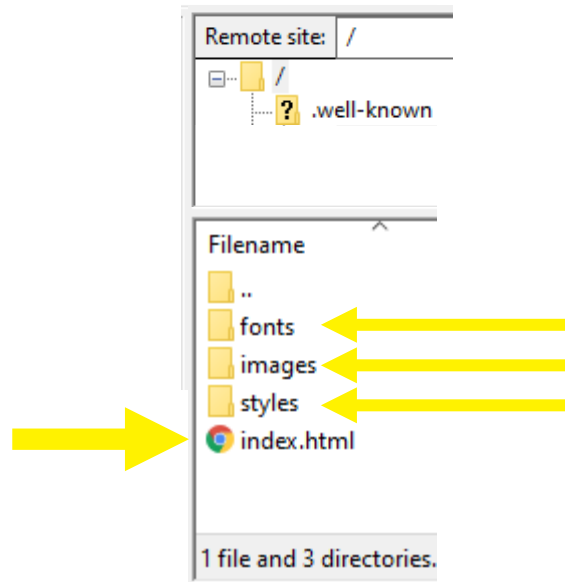 Remote site: /
/
? .well-known
Filename
..
fonts
images
styles
index.html
1 file and 3 directories.